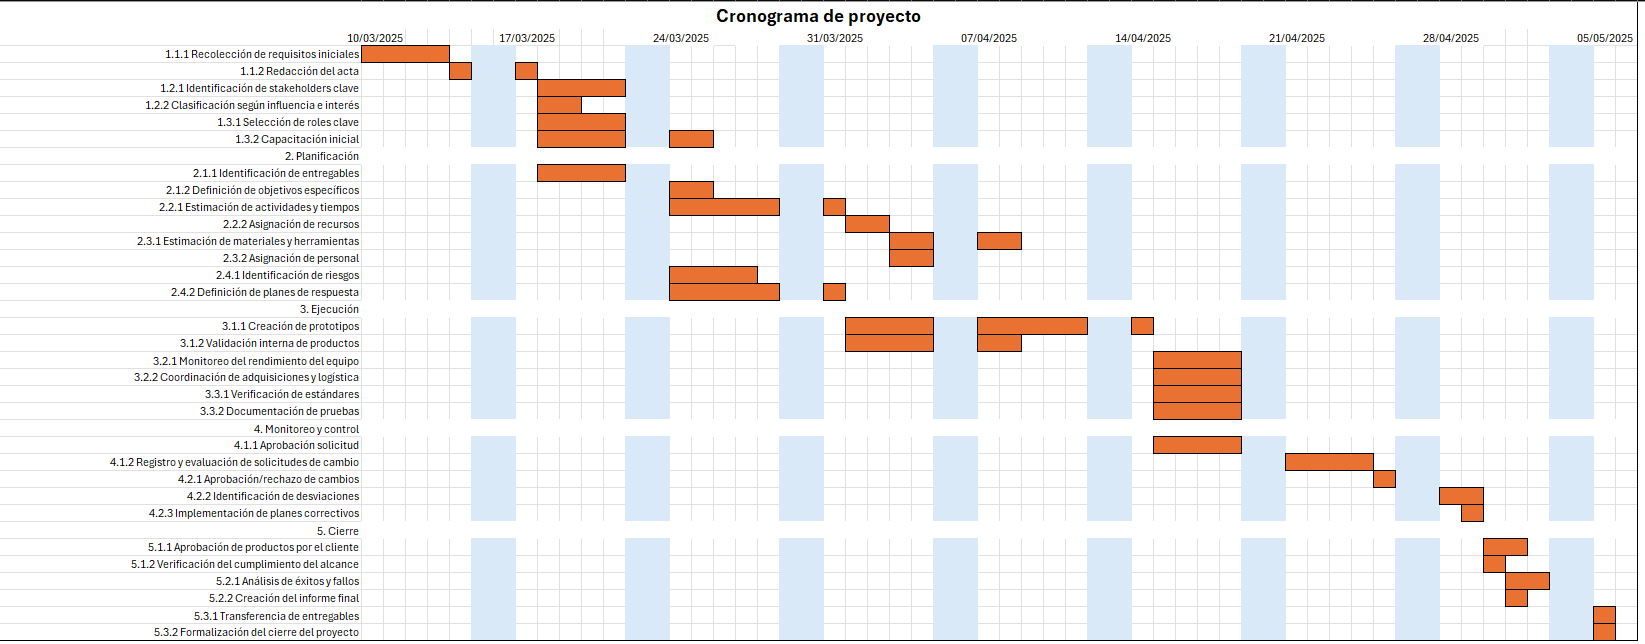 Cronograma de proyecto
10/03/2025 17/03/2025 24/03/2025 31/03/2025 07/04/2025 14/04/2025 21/04/2025 28/04/2025 05/05/2025
1.1.1 Recolección de requisitos iniciales
1.1.2 Redacción del acta
1.2.1 Identificación de stakeholders clave
1.2.2 Clasificación según influencia e interés
1.3.1 Selección de roles clave
1.3.2 Capacitación inicial
2. Planificación
2.1.1 Identificación de entregables
2.1.2 Definición de objetivos específicos
2.2.1 Estimación de actividades y tiempos
2.2.2 Asignación de recursos
2.3.1 Estimación de materiales y herramientas
2.3.2 Asignación de personal
2.4.1 Identificación de riesgos
2.4.2 Definición de planes de respuesta
3. Ejecución
3.1.1 Creación de prototipos
3.1.2 Validación interna de productos
3.2.1 Monitoreo del rendimiento del equipo
3.2.2 Coordinación de adquisiciones y logística
3.3.1 Verificación de estándares
3.3.2 Documentación de pruebas
4. Monitoreo y control
4.1.1 Aprobación solicitud
4.1.2 Registro y evaluación de solicitudes de cambio
4.2.1 Aprobación/rechazo de cambios
4.2.2 Identificación de desviaciones
4.2.3 Implementación de planes correctivos
5. Cierre
5.1.1 Aprobación de productos por el cliente
5.1.2 Verificación del cumplimiento del alcance
5.2.1 Análisis de éxitos y fallos
5.2.2 Creación del informe final
5.3.1 Transferencia de entregables
5.3.2 Formalización del cierre del proyecto